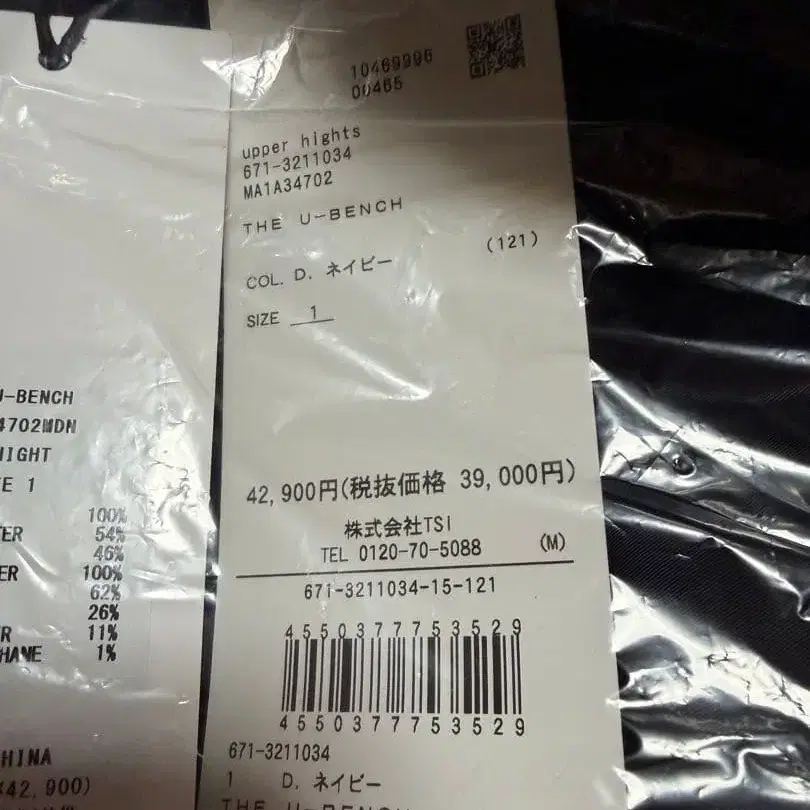 10469996
00465
upper hights
671-3211034
MA1A34702
THE U-BENCH
(121)
COL. D. ネイビー
SIZE 1
42,900円(税抜価格 39,000円)
株式会社TSI
TEL 0120-70-5088 (M)
671-3211034-15-121
4550377753529
4550377753529
671-3211034
1 D. ネイビー
THE U-BENCH
U-BENCH
4702MDN
HIGHT
E 1
100%
TER 54%
46%
ER 100%
62%
26%
R 11%
HANE 1%
HINA
¥42,900)